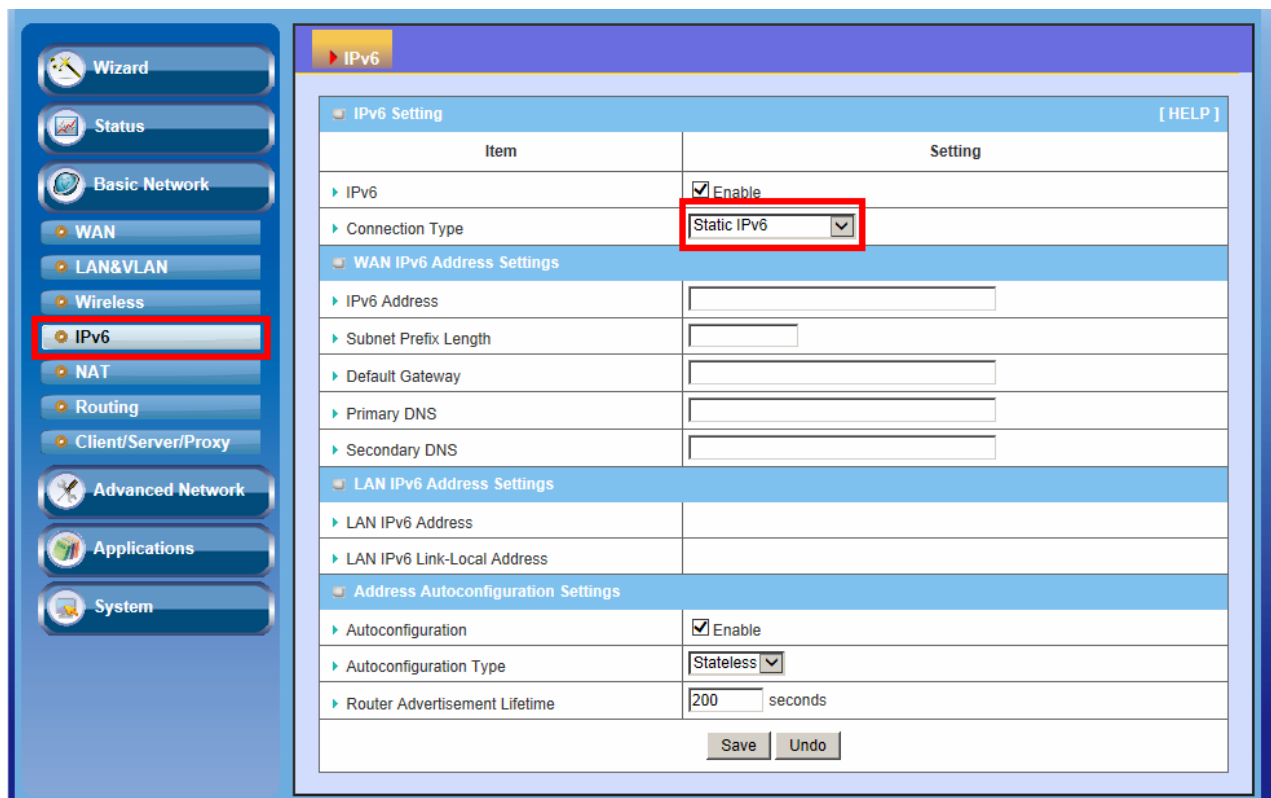 Wizard
Status
Basic Network
WAN
LAN&VLAN
Wireless
IPv6
NAT
Routing
Client/Server/Proxy
Advanced Network
Applications
System
IPv6
IPv6 Setting [ HELP ]
Item Setting
IPv6 Enable
Connection Type Static IPv6
WAN IPv6 Address Settings
IPv6 Address
Subnet Prefix Length
Default Gateway
Primary DNS
Secondary DNS
LAN IPv6 Address Settings
LAN IPv6 Address
LAN IPv6 Link-Local Address
Address Autoconfiguration Settings
Autoconfiguration Enable
Autoconfiguration Type Stateless
Router Advertisement Lifetime 200 seconds
Save Undo